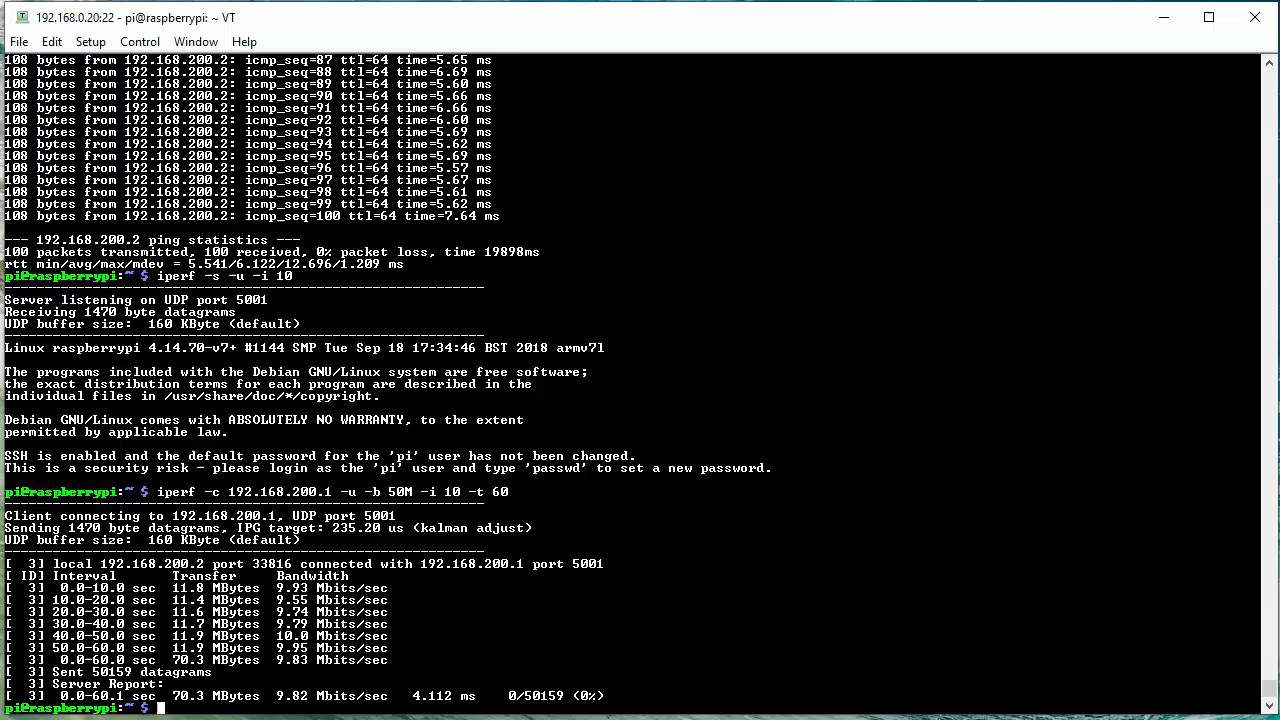 192.168.0.20:22 - pi@raspberrypi: ~ VT
File Edit Setup Control Window Help
108 bytes from 192.168.200.2: icmp_seq=87 ttl=64 time=5.65 ms
108 bytes from 192.168.200.2: icmp_seq=88 ttl=64 time=6.69 ms
108 bytes from 192.168.200.2: icmp_seq=89 ttl=64 time=5.60 ms
108 bytes from 192.168.200.2: icmp_seq=90 ttl=64 time=5.66 ms
108 bytes from 192.168.200.2: icmp_seq=91 ttl=64 time=6.66 ms
108 bytes from 192.168.200.2: icmp_seq=92 ttl=64 time=6.60 ms
108 bytes from 192.168.200.2: icmp_seq=93 ttl=64 time=5.69 ms
108 bytes from 192.168.200.2: icmp_seq=94 ttl=64 time=5.62 ms
108 bytes from 192.168.200.2: icmp_seq=95 ttl=64 time=5.69 ms
108 bytes from 192.168.200.2: icmp_seq=96 ttl=64 time=5.57 ms
108 bytes from 192.168.200.2: icmp_seq=97 ttl=64 time=5.67 ms
108 bytes from 192.168.200.2: icmp_seq=98 ttl=64 time=5.61 ms
108 bytes from 192.168.200.2: icmp_seq=99 ttl=64 time=5.62 ms
108 bytes from 192.168.200.2: icmp_seq=100 ttl=64 time=7.64 ms
--- 192.168.200.2 ping statistics ---
100 packets transmitted, 100 received, 0% packet loss, time 19898ms
rtt min/avg/max/mdev = 5.541/6.122/12.696/1.209 ms
pi@raspberrypi:~ $ iperf -s -u -i 10
------------------------------------------------------------
Server listening on UDP port 5001
Receiving 1470 byte datagrams
UDP buffer size:  160 KByte (default)
------------------------------------------------------------
Linux raspberrypi 4.14.70-v7+ #1144 SMP Tue Sep 18 17:34:46 BST 2018 armv7l
The programs included with the Debian GNU/Linux system are free software;
the exact distribution terms for each program are described in the
individual files in /usr/share/doc/*/copyright.
Debian GNU/Linux comes with ABSOLUTELY NO WARRANTY, to the extent
permitted by applicable law.
SSH is enabled and the default password for the 'pi' user has not been changed.
This is a security risk - please login as the 'pi' user and type 'passwd' to set a new password.
pi@raspberrypi:~ $ iperf -c 192.168.200.1 -u -b 50M -i 10 -t 60
------------------------------------------------------------
Client connecting to 192.168.200.1, UDP port 5001
Sending 1470 byte datagrams, IPG target: 235.20 us (kalman adjust)
UDP buffer size:  160 KByte (default)
------------------------------------------------------------
[  3] local 192.168.200.2 port 33816 connected with 192.168.200.1 port 5001
[ ID] Interval       Transfer     Bandwidth
[  3]  0.0-10.0 sec  11.8 MBytes  9.93 Mbits/sec
[  3] 10.0-20.0 sec  11.4 MBytes  9.55 Mbits/sec
[  3] 20.0-30.0 sec  11.6 MBytes  9.74 Mbits/sec
[  3] 30.0-40.0 sec  11.7 MBytes  9.79 Mbits/sec
[  3] 40.0-50.0 sec  11.9 MBytes  10.0 Mbits/sec
[  3] 50.0-60.0 sec  11.9 MBytes  9.95 Mbits/sec
[  3]  0.0-60.0 sec  70.3 MBytes  9.83 Mbits/sec
[  3] Sent 50159 datagrams
[  3] Server Report:
[  3]  0.0-60.1 sec  70.3 MBytes  9.82 Mbits/sec   4.112 ms    0/50159 (0%)
pi@raspberrypi:~ $